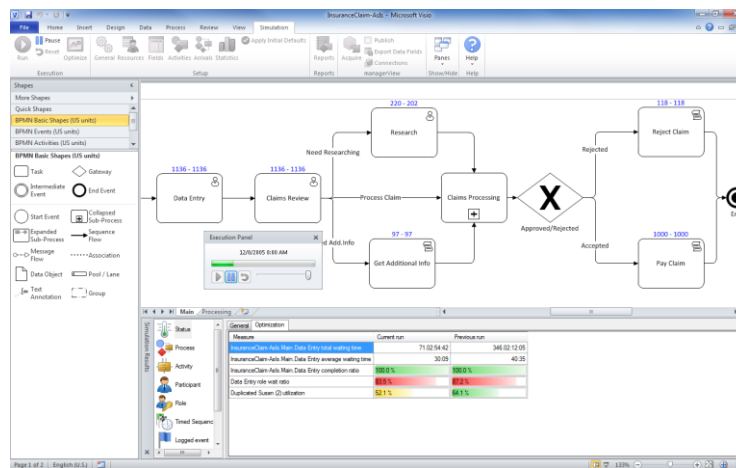 InsuranceClaim-AsIs - Microsoft Visio
File Home Insert Design Data Process Review View Simulation
Run
Pause
Reset
Optimize
General Resources Fields Activities Arrivals Statistics
Apply Initial Defaults
Reports
Acquire
Publish
Export Data Fields
Connections
Panes
Help
Execution Setup Reports managerView Show/Hide Help
Shapes
More Shapes
Quick Shapes
BPMN Basic Shapes (US units)
BPMN Events (US units)
BPMN Activities (US units)
BPMN Basic Shapes (US units)
Task
Gateway
Intermediate
Event
End Event
Start Event
Collapsed
Sub-Process
Expanded
Sub-Process
Sequence
Flow
Message
Flow
Association
Data Object
Pool / Lane
Text
Annotation
Group
220 - 202
Research
118 - 118
Reject Claim
Need Researching
Rejected
1136 - 1136
Data Entry
1136 - 1136
Claims Review
Process Claim
Claims Processing
X
Approved/Rejected
Add.Info
97 - 97
Get Additional Info
Accepted
1000 - 1000
Pay Claim
Execution Panel
12/8/2005 8:00 AM
Main Processing
Simulation Results
Status
Process
Activity
Participant
Role
Timed Sequenc
Logged event
General Optimization
Measure Current run Previous run
InsuranceClaim-AsIs.Main.Data Entry total waiting time 71.02:54:42 346.02:12:05
InsuranceClaim-AsIs.Main.Data Entry average waiting time 30:09 40:35
InsuranceClaim-AsIs.Main.Data Entry completion ratio 100.0 % 100.0 %
Data Entry role wait ratio 83.5 % 87.2 %
Duplicated Susan (2) utilization 52.1 % 64.1 %
Page 1 of 2 English (U.S.) 133%